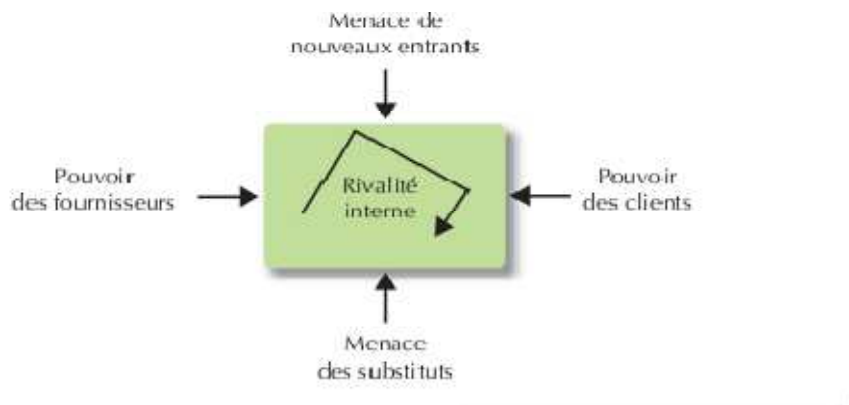 Menace de
nouveaux entrants
Pouvoir
des fournisseurs
Rivalité
interne
Pouvoir
des clients
Menace
des substituts